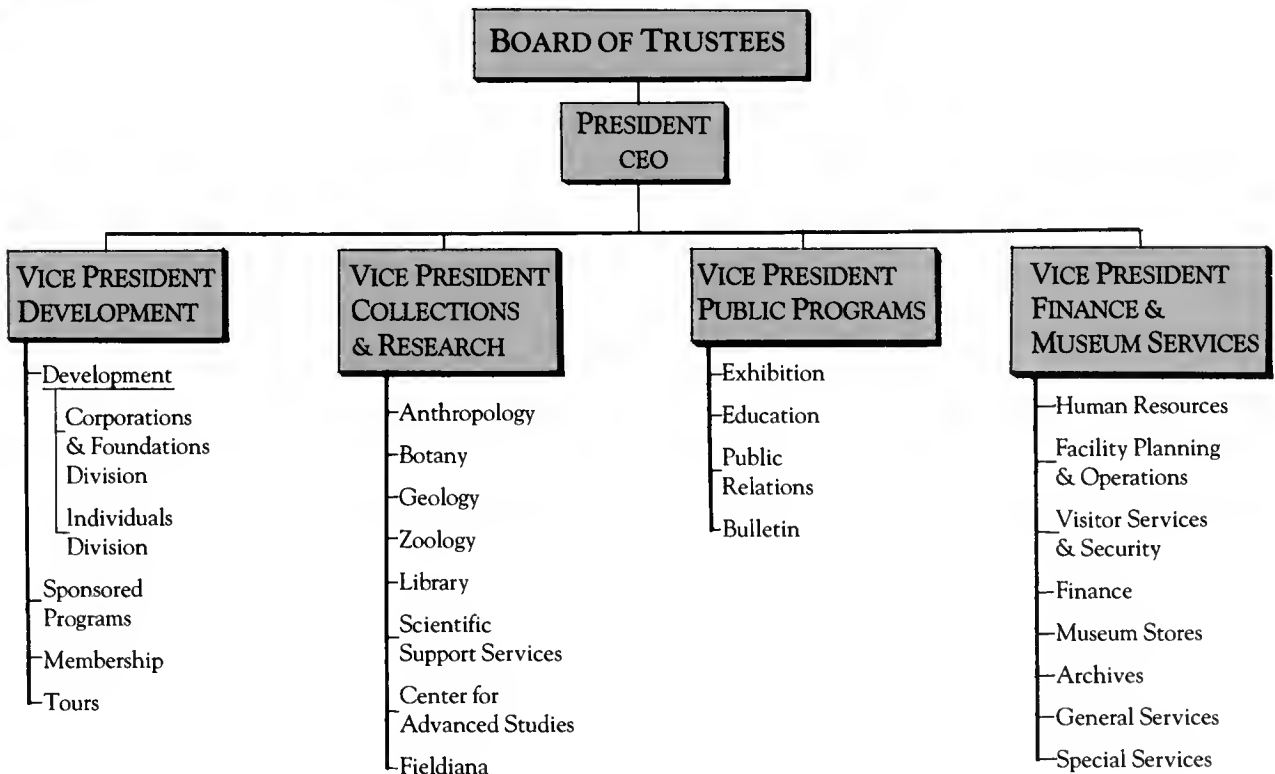 BOARD OF TRUSTEES
PRESIDENT
CEO
VICE PRESIDENT
DEVELOPMENT
Development
Corporations
& Foundations
Division
Individuals
Division
Sponsored
Programs
Membership
Tours
VICE PRESIDENT
COLLECTIONS
& RESEARCH
Anthropology
Botany
Geology
Zoology
Library
Scientific
Support Services
Center for
Advanced Studies
Fieldiana
VICE PRESIDENT
PUBLIC PROGRAMS
Exhibition
Education
Public
Relations
Bulletin
VICE PRESIDENT
FINANCE &
MUSEUM SERVICES
Human Resources
Facility Planning
& Operations
Visitor Services
& Security
Finance
Museum Stores
Archives
General Services
Special Services